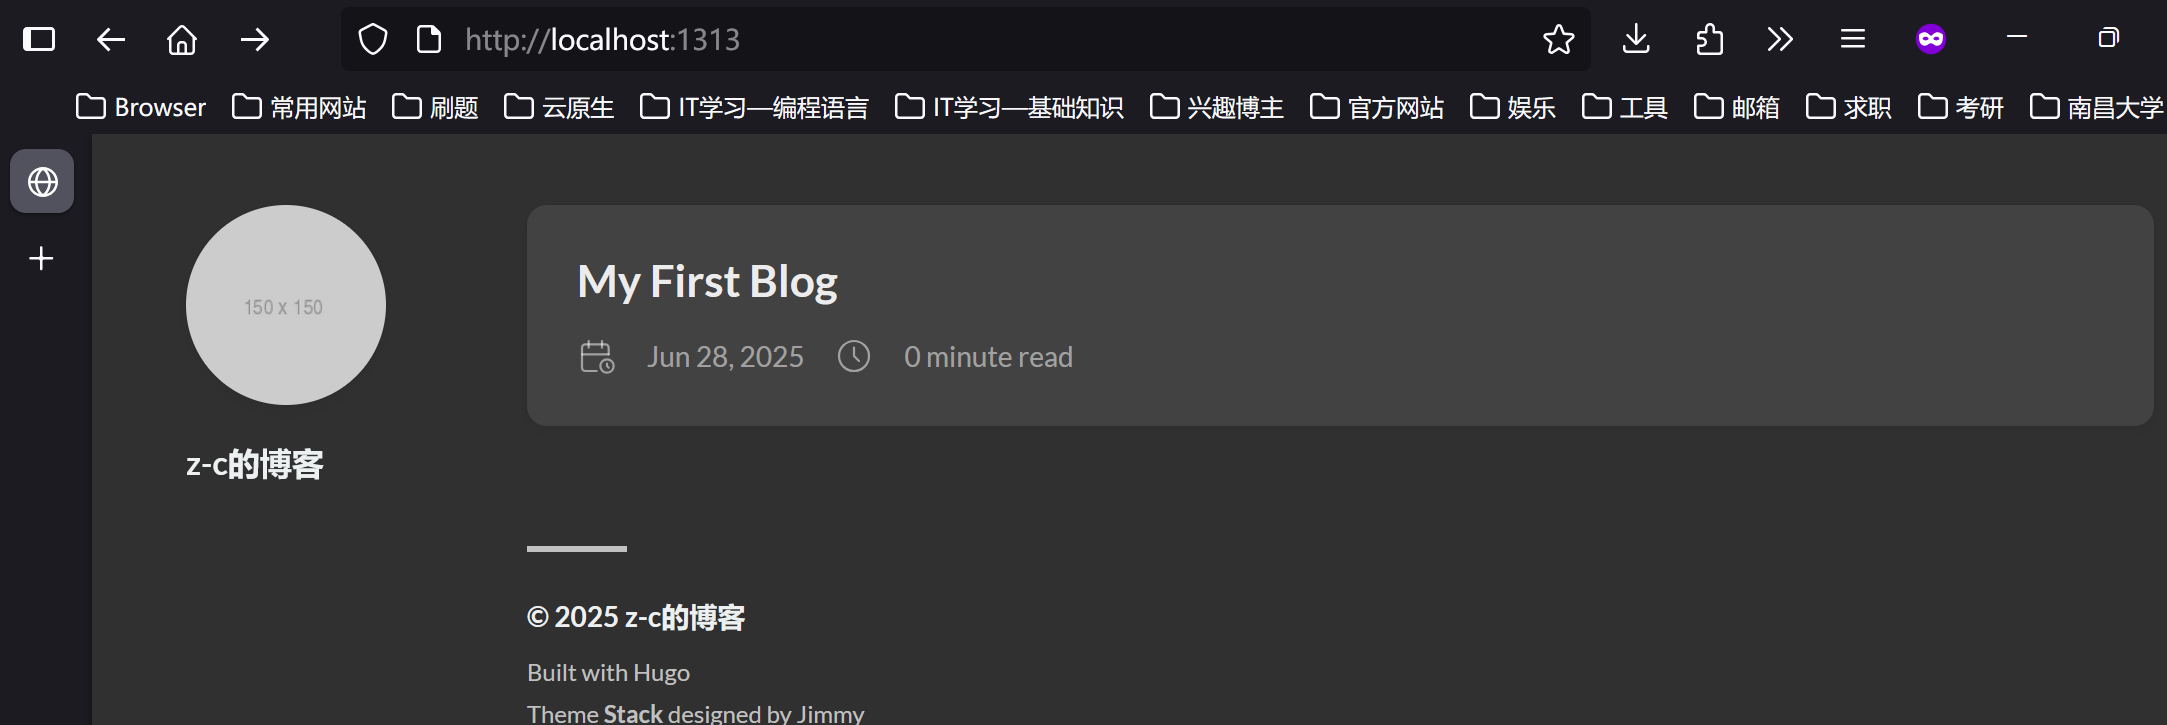 http://localhost:1313
Browser 常用网站 刷题 云原生 IT学习—编程语言 IT学习—基础知识 兴趣博主 官方网站 娱乐 工具 邮箱 求职 考研 南昌大学
150 x 150
z-c的博客
My First Blog
Jun 28, 2025 0 minute read
© 2025 z-c的博客
Built with Hugo
Theme Stack designed by Jimmy